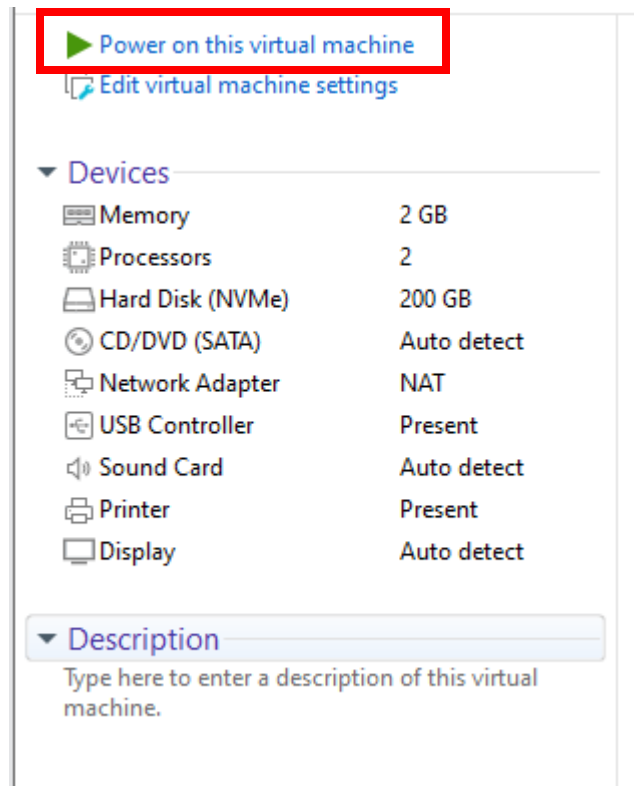 Power on this virtual machine
Edit virtual machine settings
Devices
Memory 2 GB
Processors 2
Hard Disk (NVMe) 200 GB
CD/DVD (SATA) Auto detect
Network Adapter NAT
USB Controller Present
Sound Card Auto detect
Printer Present
Display Auto detect
Description
Type here to enter a description of this virtual
machine.